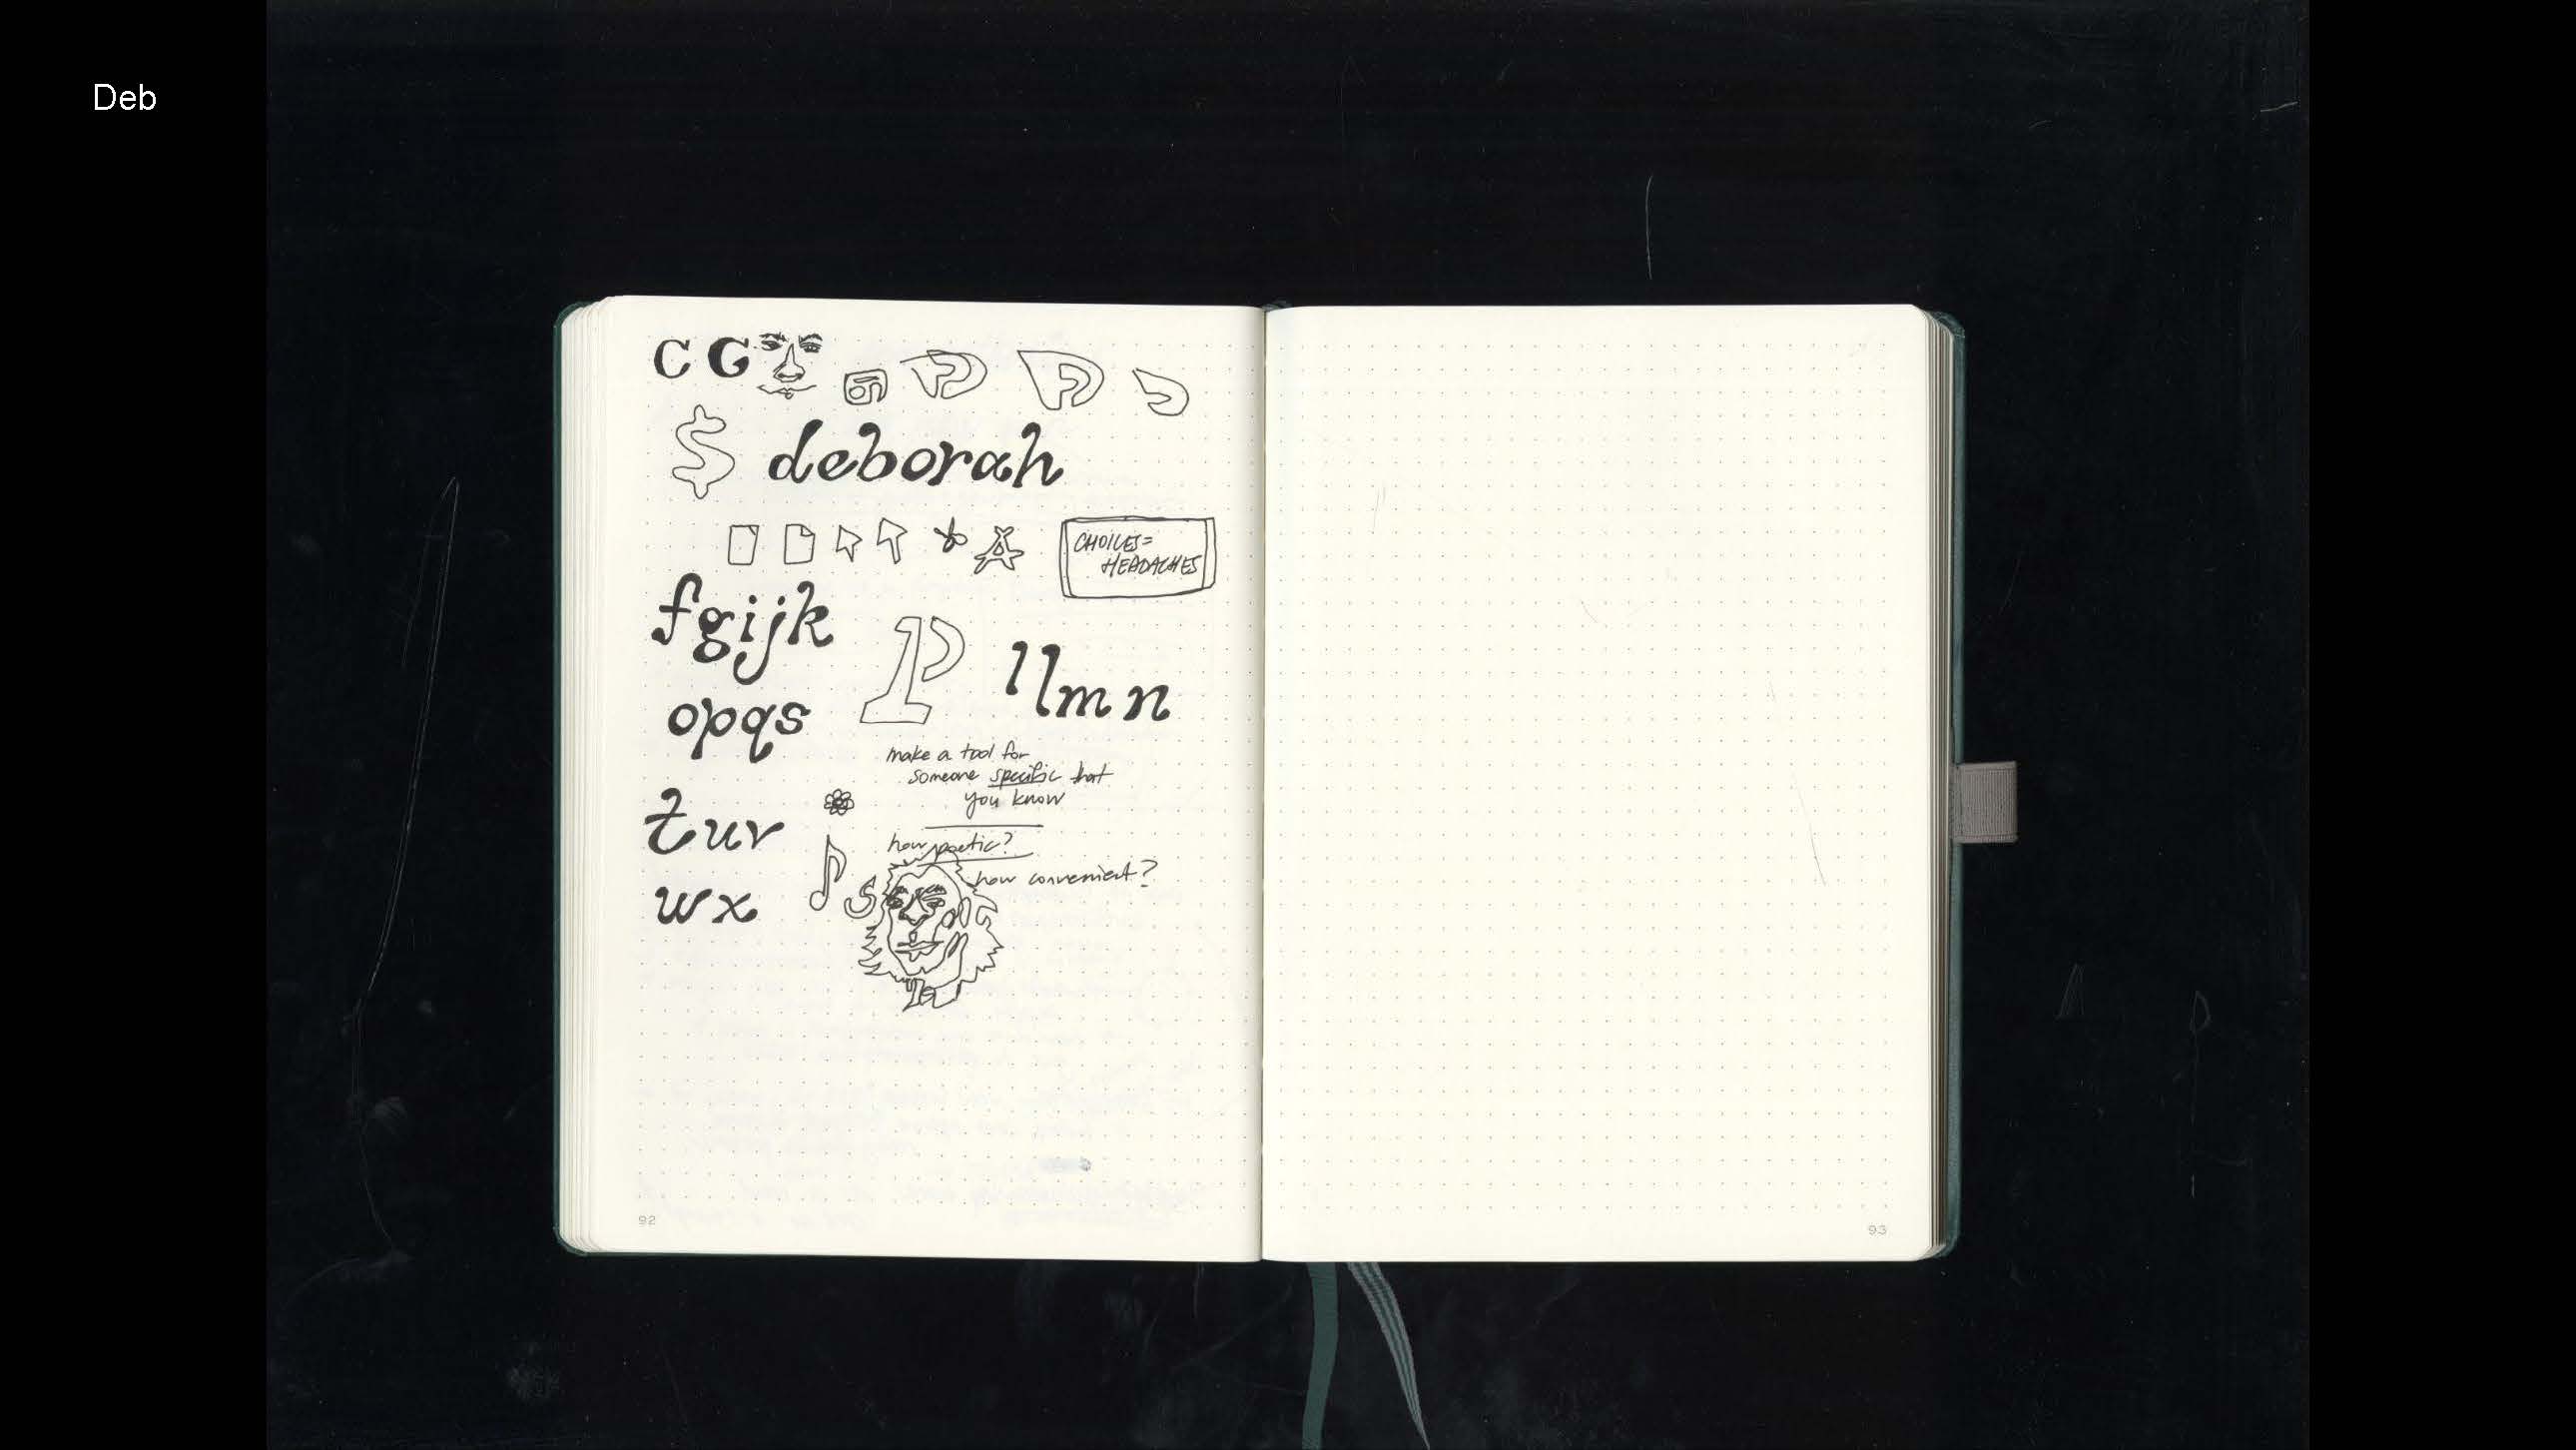 Deb
C G
$ deborah
CHOICES=
HEADACHES
fgijk
P
llmn
opqs
make a tool for
someone specific that
you know
tuv
how poetic?
how convenient?
wx
92
93